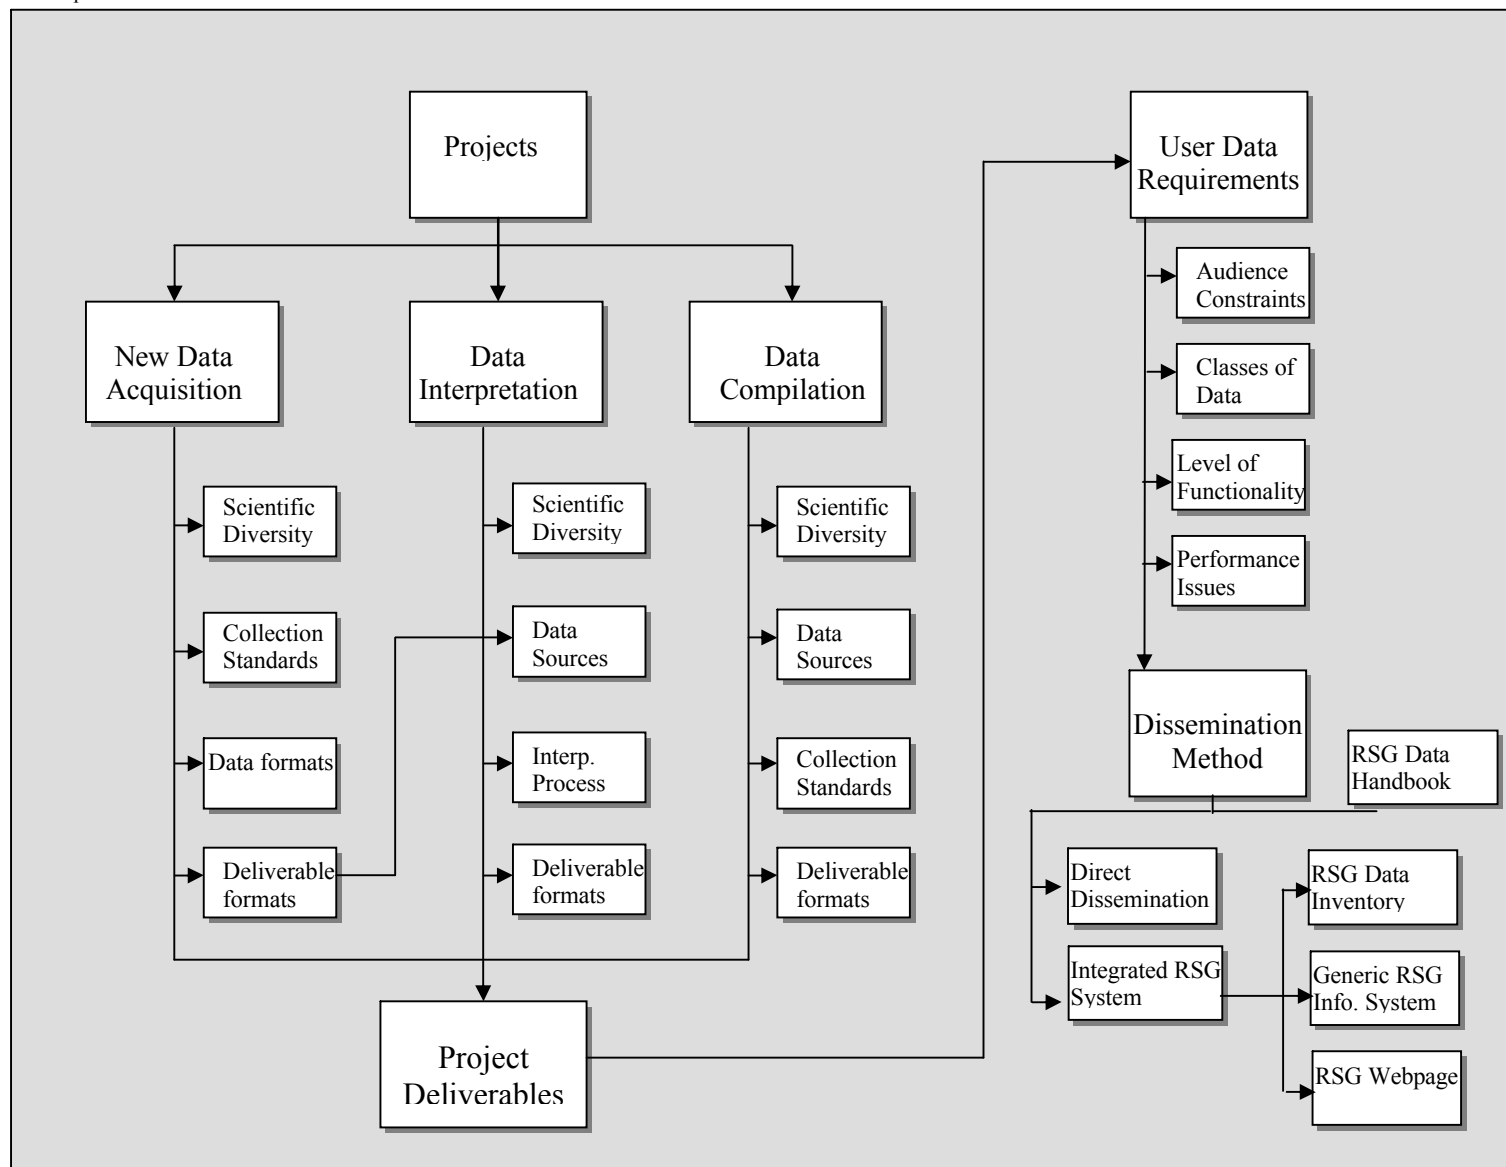 Projects
New Data
Acquisition
Data
Interpretation
Data
Compilation
Scientific
Diversity
Collection
Standards
Data formats
Deliverable
formats
Scientific
Diversity
Data
Sources
Interp.
Process
Deliverable
formats
Scientific
Diversity
Data
Sources
Collection
Standards
Deliverable
formats
Project
Deliverables
User Data
Requirements
Audience
Constraints
Classes of
Data
Level of
Functionality
Performance
Issues
Dissemination
Method
RSG Data
Handbook
Direct
Dissemination
Integrated RSG
System
RSG Data
Inventory
Generic RSG
Info. System
RSG Webpage